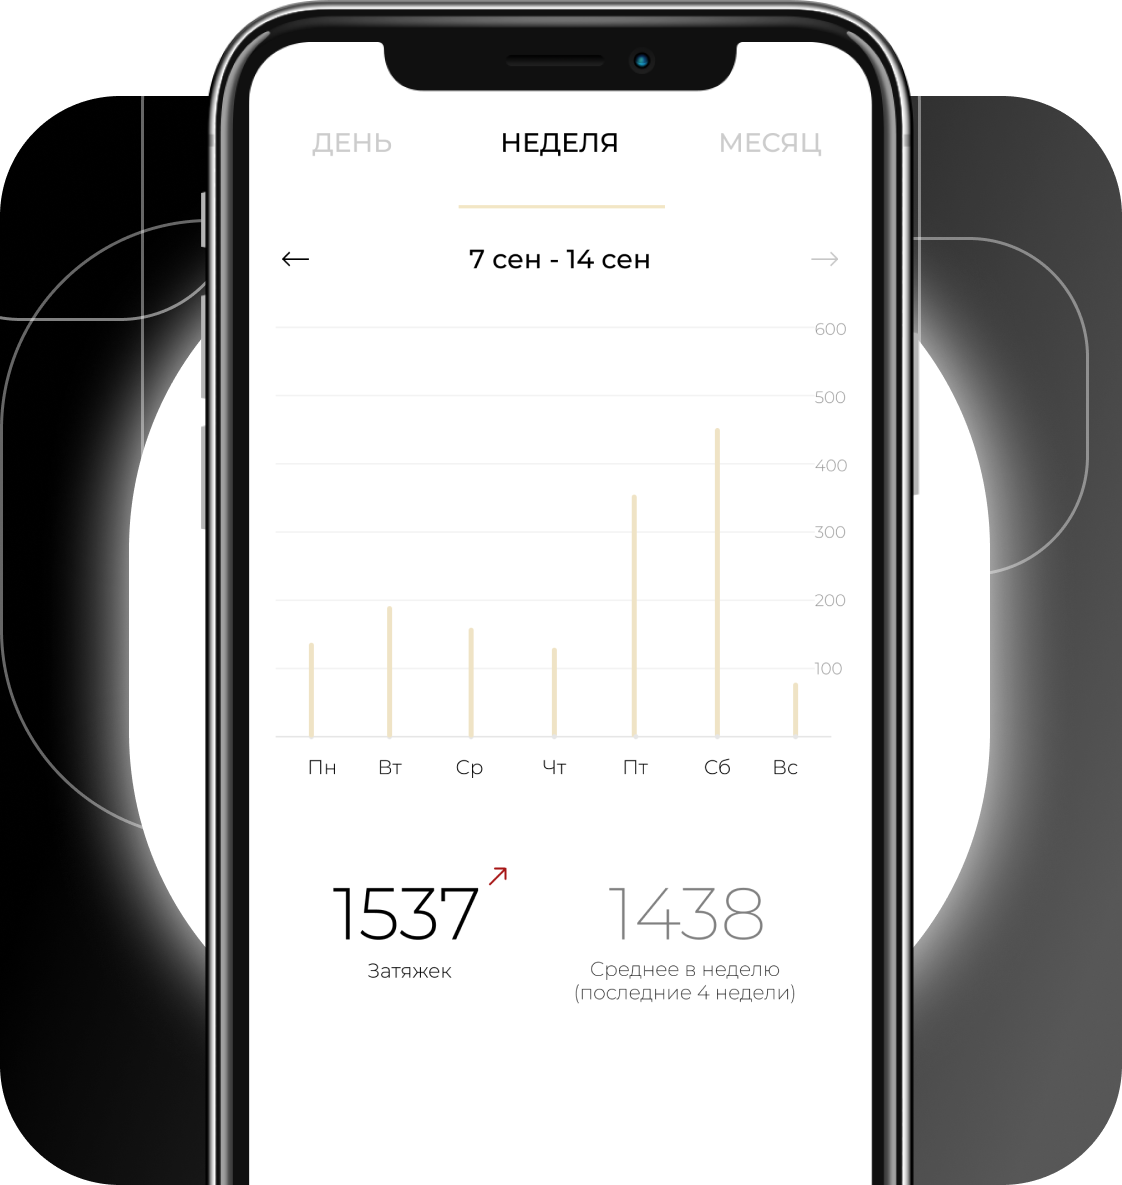 ДЕНЬ НЕДЕЛЯ МЕСЯЦ
7 сен - 14 сен
600
500
400
300
200
100
Пн Вт Ср Чт Пт Сб Вс
1537 1438
Затяжек Среднее в неделю
(последние 4 недели)